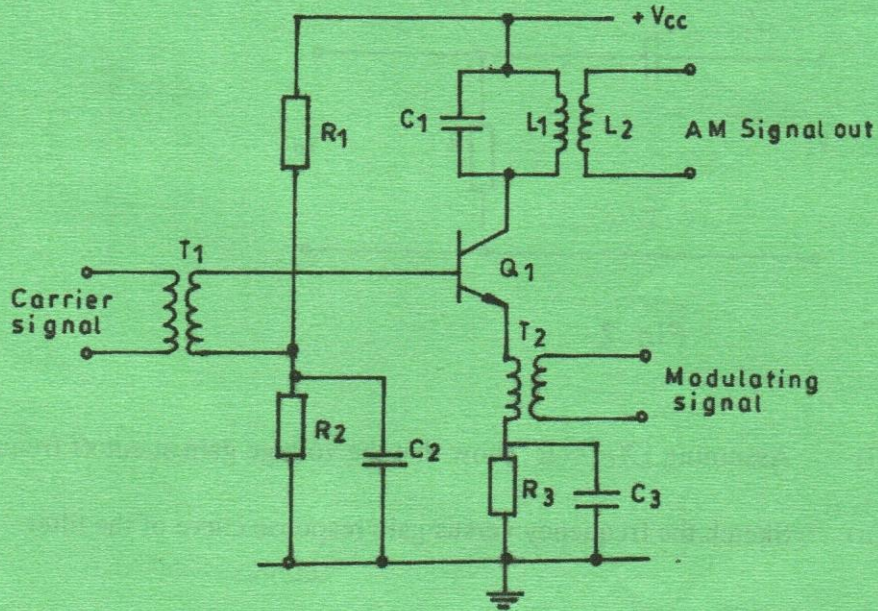 + Vcc
R1
C1
L1
L2
AM Signal out
T1
Q1
Carrier
signal
T2
Modulating
signal
R2
C2
R3
C3